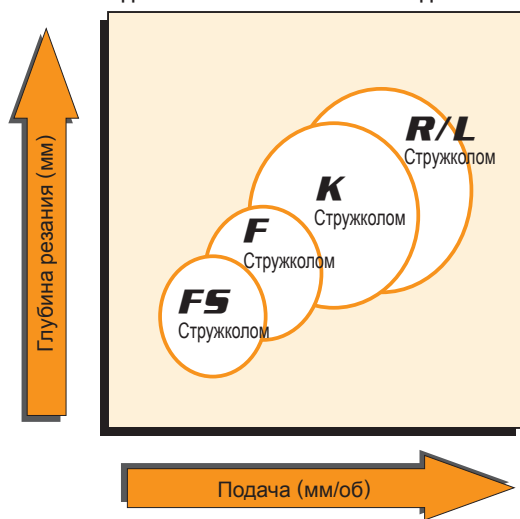 R/L
Стружколом
K
Стружколом
F
Стружколом
FS
Стружколом
Глубина резания (мм)
Подача (мм/об)